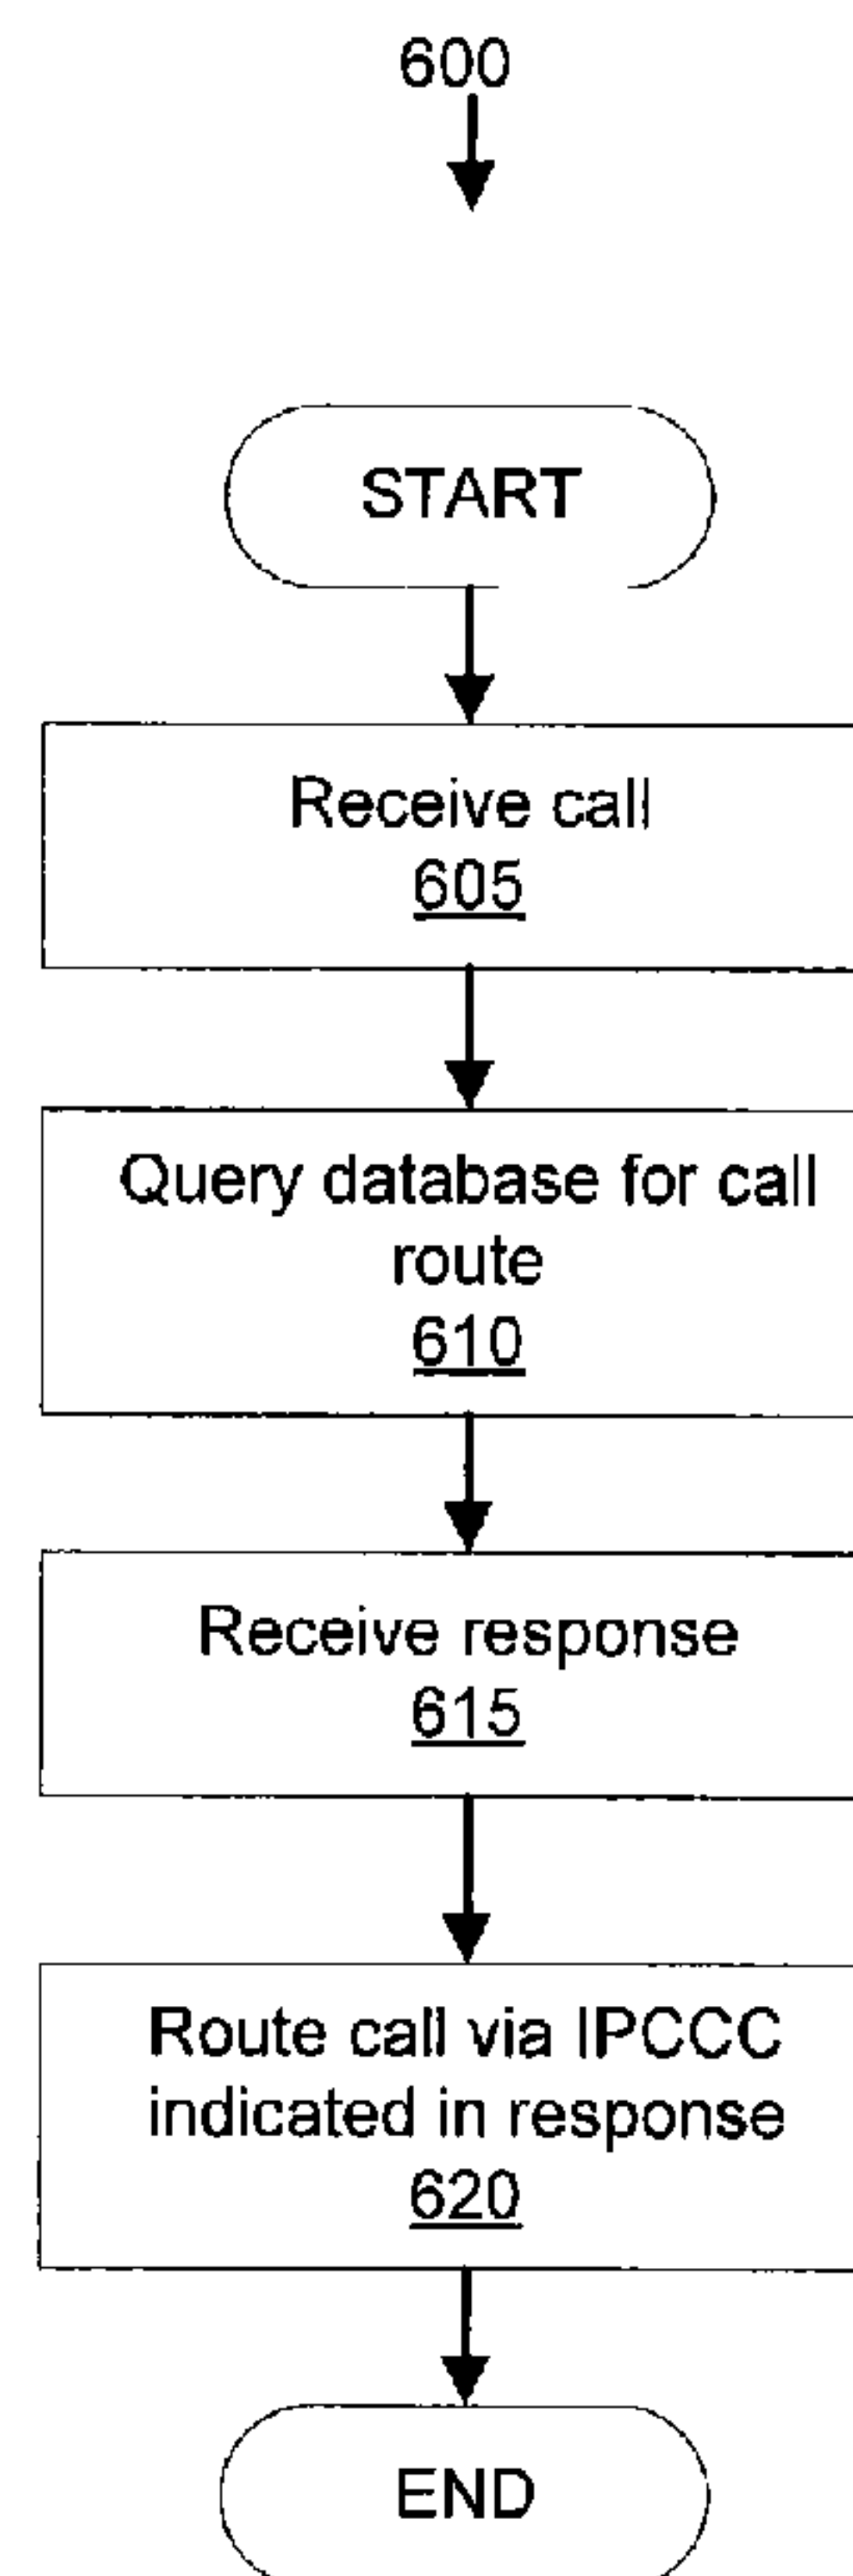 600
START
Receive call
605
Query database for call
route
610
Receive response
615
Route call via IPCCC
indicated in response
620
END